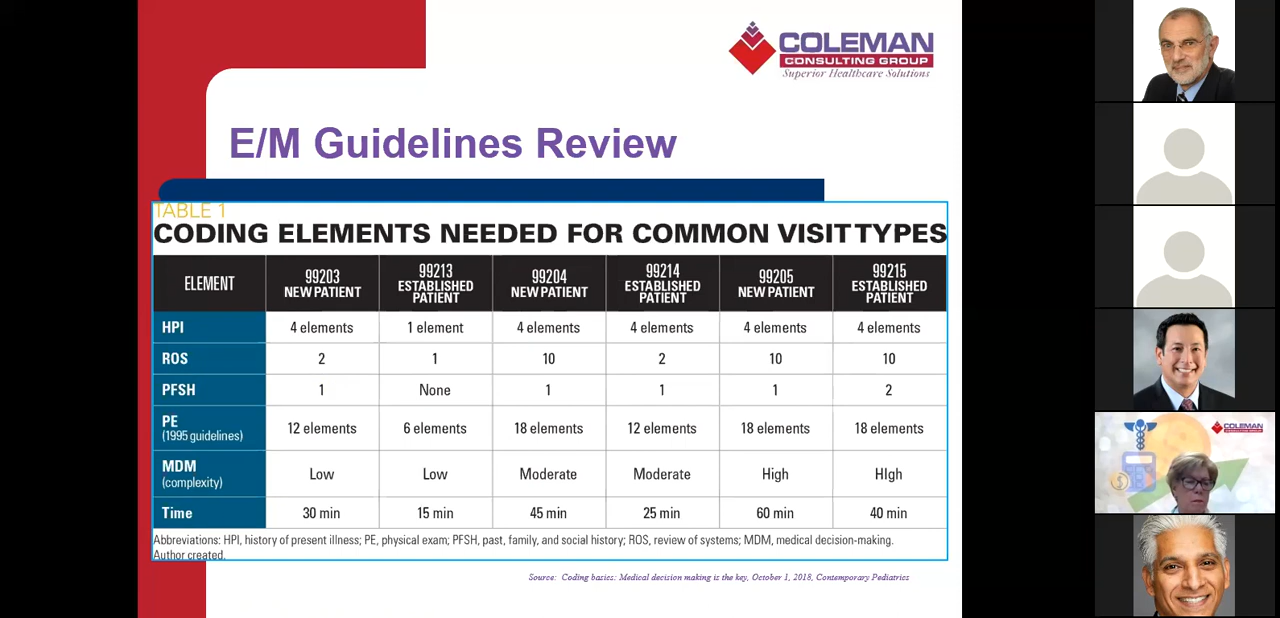 COLEMAN
CONSULTING GROUP
Superior Healthcare Solutions
E/M Guidelines Review
TABLE 1
CODING ELEMENTS NEEDED FOR COMMON VISIT TYPES
ELEMENT 99203 NEW PATIENT 99213 ESTABLISHED PATIENT 99204 NEW PATIENT 99214 ESTABLISHED PATIENT 99205 NEW PATIENT 99215 ESTABLISHED PATIENT
HPI 4 elements 1 element 4 elements 4 elements 4 elements 4 elements
ROS 2 1 10 2 10 10
PFSH 1 None 1 1 1 2
PE (1995 guidelines) 12 elements 6 elements 18 elements 12 elements 18 elements 18 elements
MDM (complexity) Low Low Moderate Moderate High HIgh
Time 30 min 15 min 45 min 25 min 60 min 40 min
Abbreviations: HPI, history of present illness; PE, physical exam; PFSH, past, family, and social history; ROS, review of systems; MDM, medical decision-making.
Author created.
Source: Coding basics: Medical decision making is the key, October 1, 2018, Contemporary Pediatrics
COLEMAN